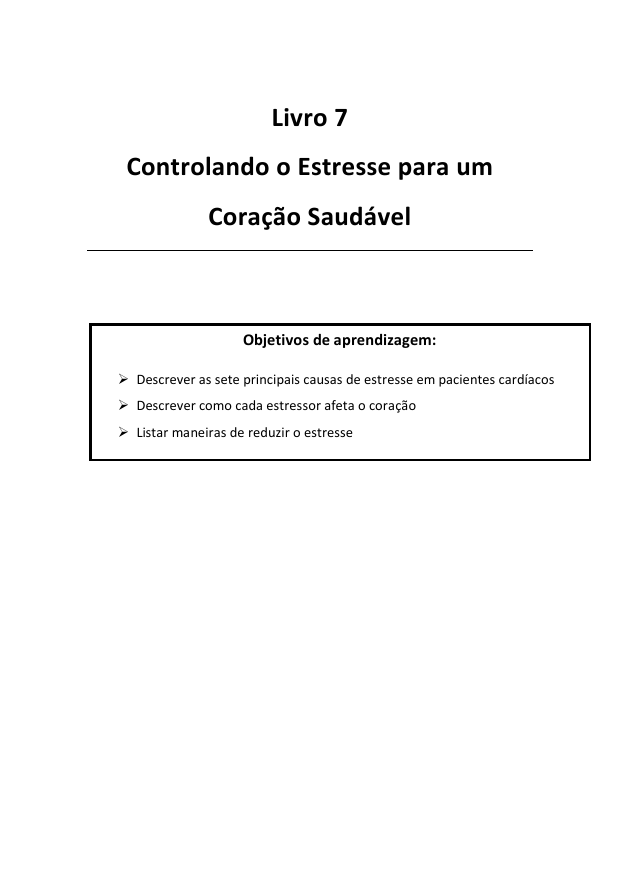 Livro 7
Controlando o Estresse para um
Coração Saudável
Objetivos de aprendizagem:
➢ Descrever as sete principais causas de estresse em pacientes cardíacos
➢ Descrever como cada estressor afeta o coração
➢ Listar maneiras de reduzir o estresse